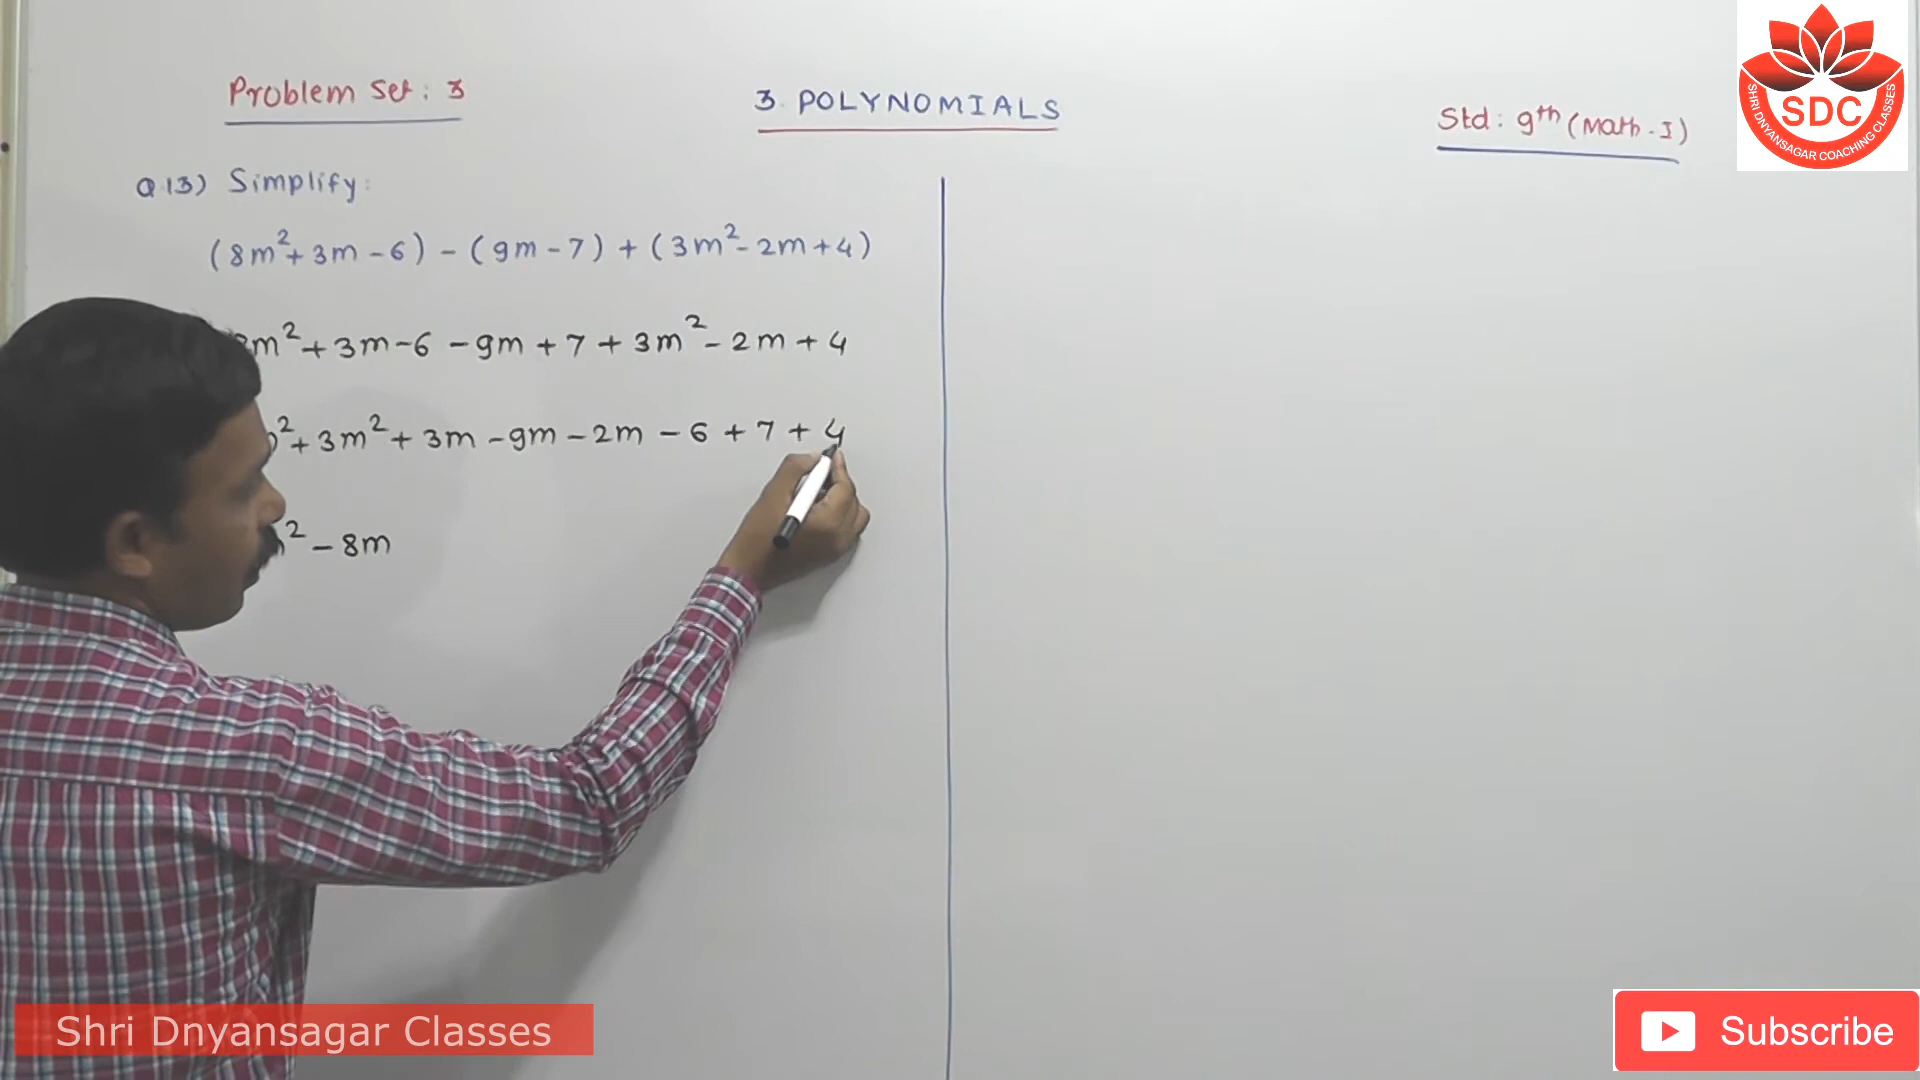 Problem Set: 3
3. POLYNOMIALS
Std: 9th (Math-I)
SDC
SHRI DNYANSAGAR COACHING CLASSES
Q.13) Simplify:
(8m²+3m-6)-(9m-7)+(3m²-2m+4)
m²+3m-6-9m+7+3m²-2m+4
²+3m²+3m-9m-2m-6+7+4
²-8m
Shri Dnyansagar Classes
Subscribe